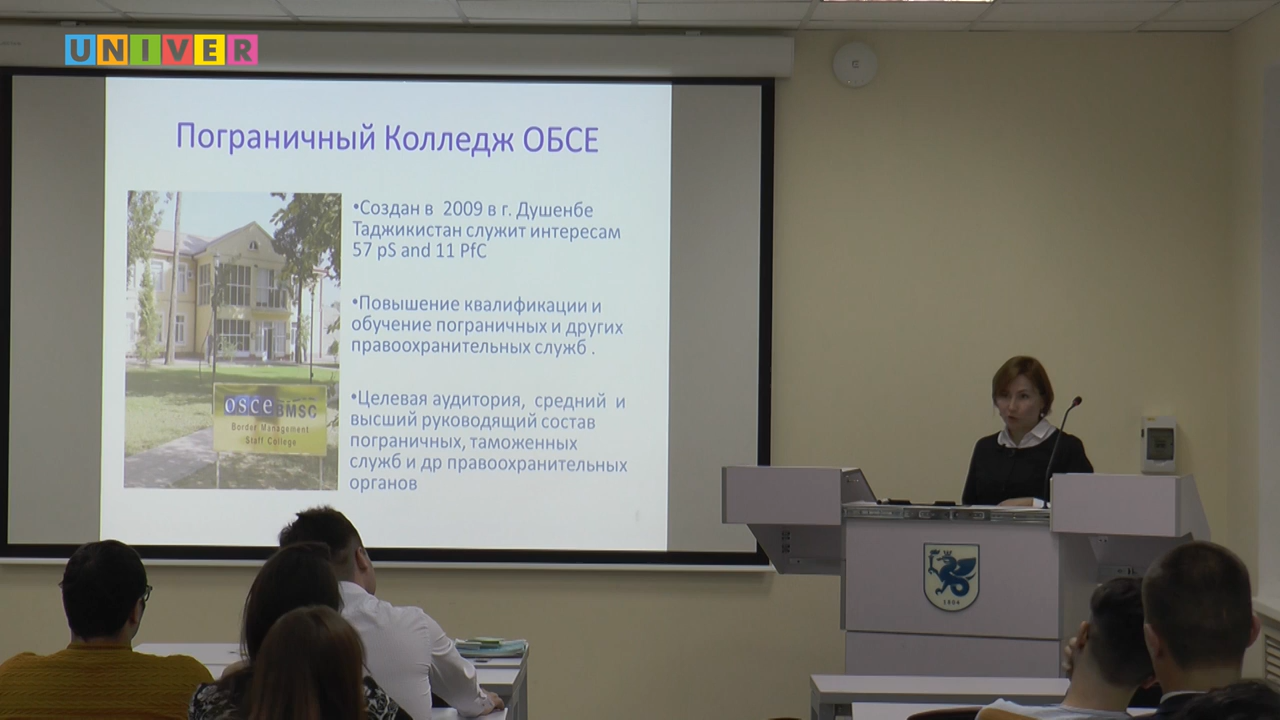 UNIVER
Пограничный Колледж ОБСЕ
•Создан в 2009 в г. Душенбе
Таджикистан служит интересам
57 pS and 11 PfC
•Повышение квалификации и
обучение пограничных и других
правоохранительных служб .
•Целевая аудитория, средний и
высший руководящий состав
пограничных, таможенных
служб и др правоохранительных
органов
osce BMSC
Border Management
Staff College
1804